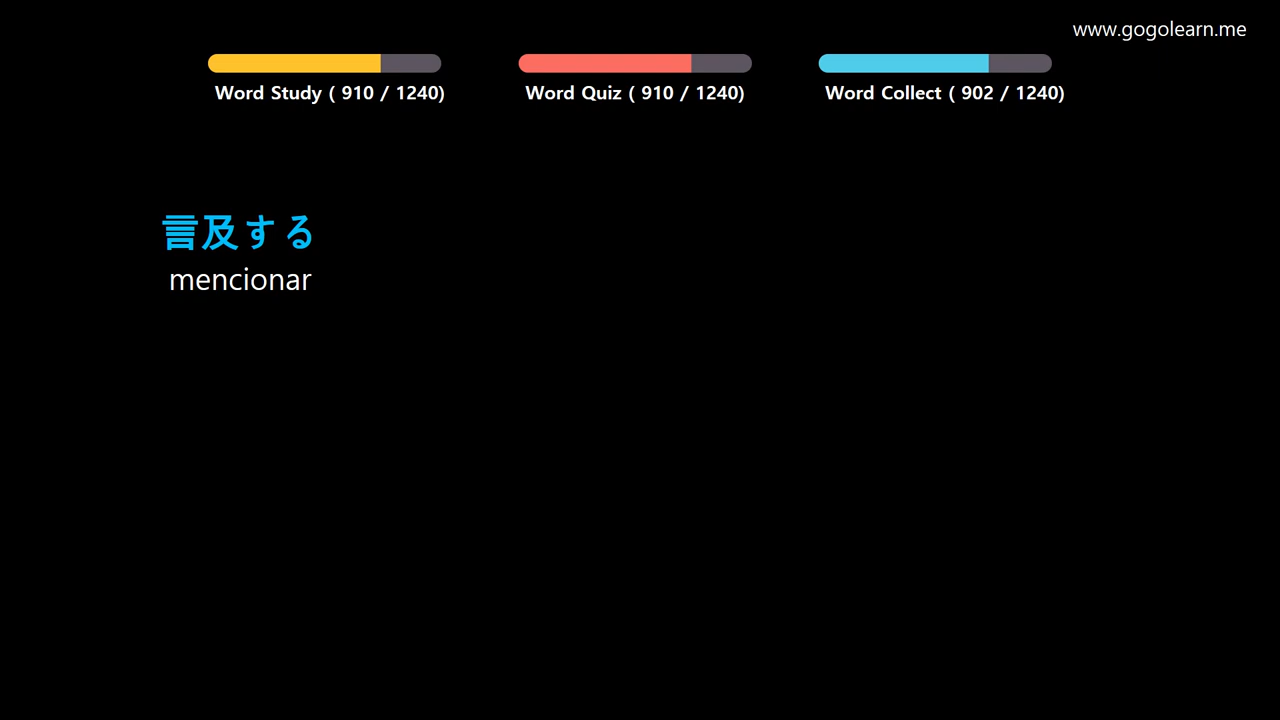 www.gogolearn.me
Word Study ( 910 / 1240)
Word Quiz ( 910 / 1240)
Word Collect ( 902 / 1240)
言及する
mencionar